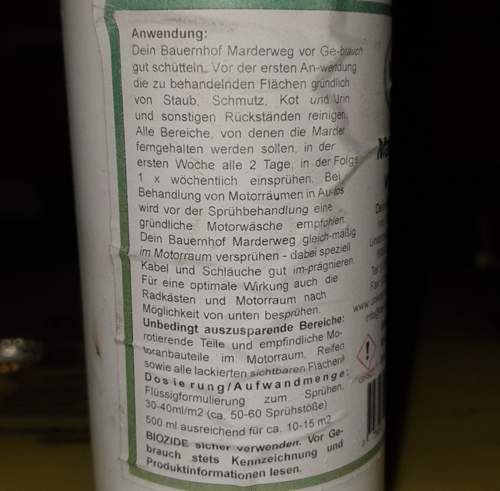 Anwendung:
Dein Bauernhof Marderweg vor Ge-brauch
gut schütteln. Vor der ersten An-wendung
die zu behandelnden Flächen gründlich
von Staub, Schmutz, Kot und Urin
und sonstigen Rückständen reinigen.
Alle Bereiche, von denen die Marder
ferngehalten werden sollen, in der
ersten Woche alle 2 Tage, in der Folge
1 x wöchentlich einsprühen. Bei
Behandlung von Motorräumen in Au-tos
wird vor der Sprühbehandlung eine
gründliche Motorwäsche empfohlen.
Dein Bauernhof Marderweg gleich-mäßig
im Motorraum versprühen - dabei speziell
Kabel und Schläuche gut im-prägnieren.
Für eine optimale Wirkung auch die
Radkästen und Motorraum nach
Möglichkeit von unten besprühen.
Unbedingt auszusparende Bereiche:
rotierende Teile und empfindliche Mo-
toranbauteile im Motorraum, Reifen
sowie alle lackierten sichtbaren Flächen!
Dosierung/Aufwandmenge:
Flüssigformulierung zum Sprühen.
30-40ml/m2 (ca. 50-60 Sprühstöße)
500 ml ausreichend für ca. 10-15 m2
BIOZIDE sicher verwenden. Vor Ge-
brauch stets Kennzeichnung und
Produktinformationen lesen.